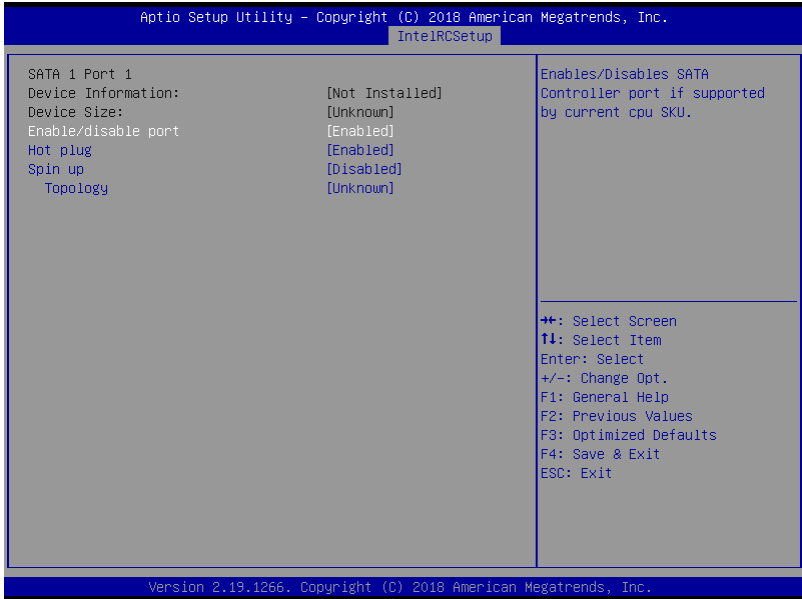 Aptio Setup Utility – Copyright (C) 2018 American Megatrends, Inc.
IntelRCSetup
SATA 1 Port 1
Device Information: [Not Installed]
Device Size: [Unknown]
Enable/disable port [Enabled]
Hot plug [Enabled]
Spin up [Disabled]
Topology [Unknown]
Enables/Disables SATA
Controller port if supported
by current cpu SKU.
→←: Select Screen
↑↓: Select Item
Enter: Select
+/-: Change Opt.
F1: General Help
F2: Previous Values
F3: Optimized Defaults
F4: Save & Exit
ESC: Exit
Version 2.19.1266. Copyright (C) 2018 American Megatrends, Inc.